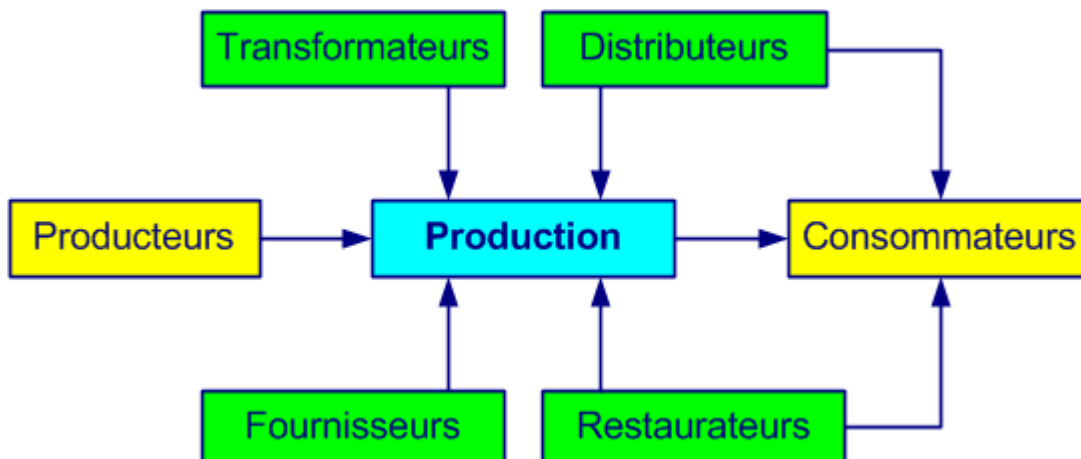 Transformateurs
Distributeurs
Producteurs
Production
Consommateurs
Fournisseurs
Restaurateurs